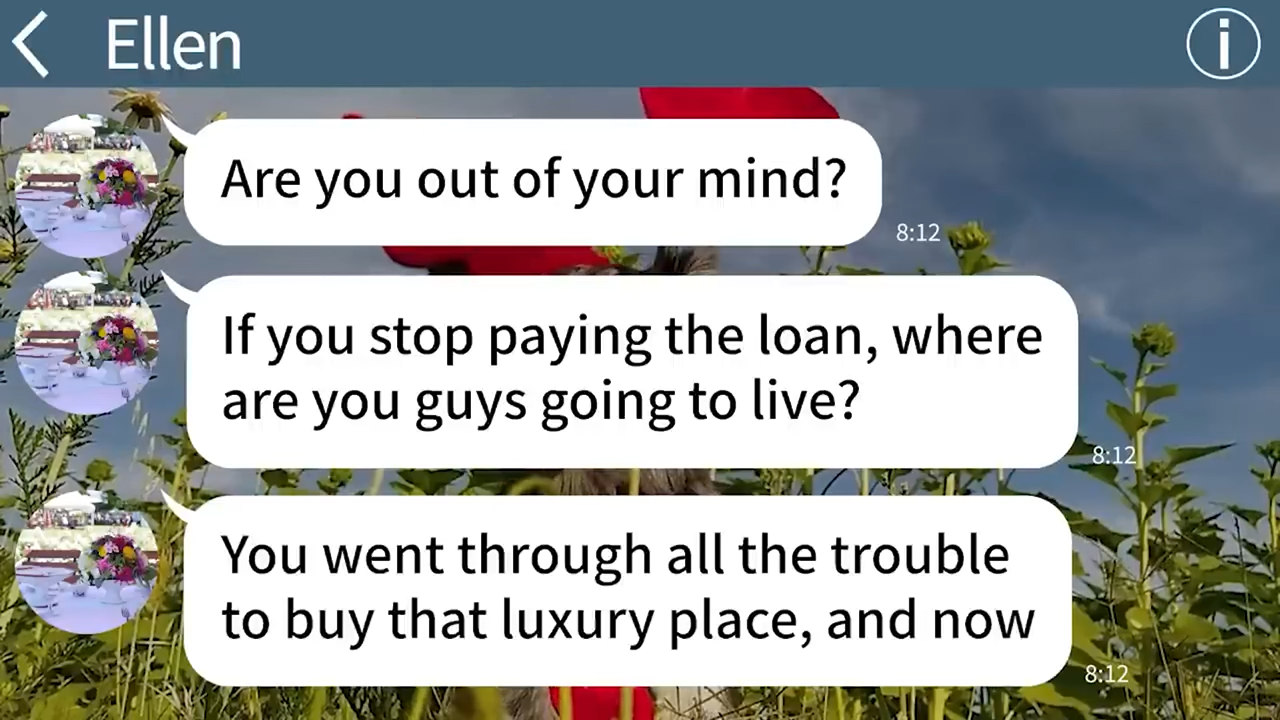 Ellen
i
Are you out of your mind?
8:12
If you stop paying the loan, where
are you guys going to live?
8:12
You went through all the trouble
to buy that luxury place, and now
8:12